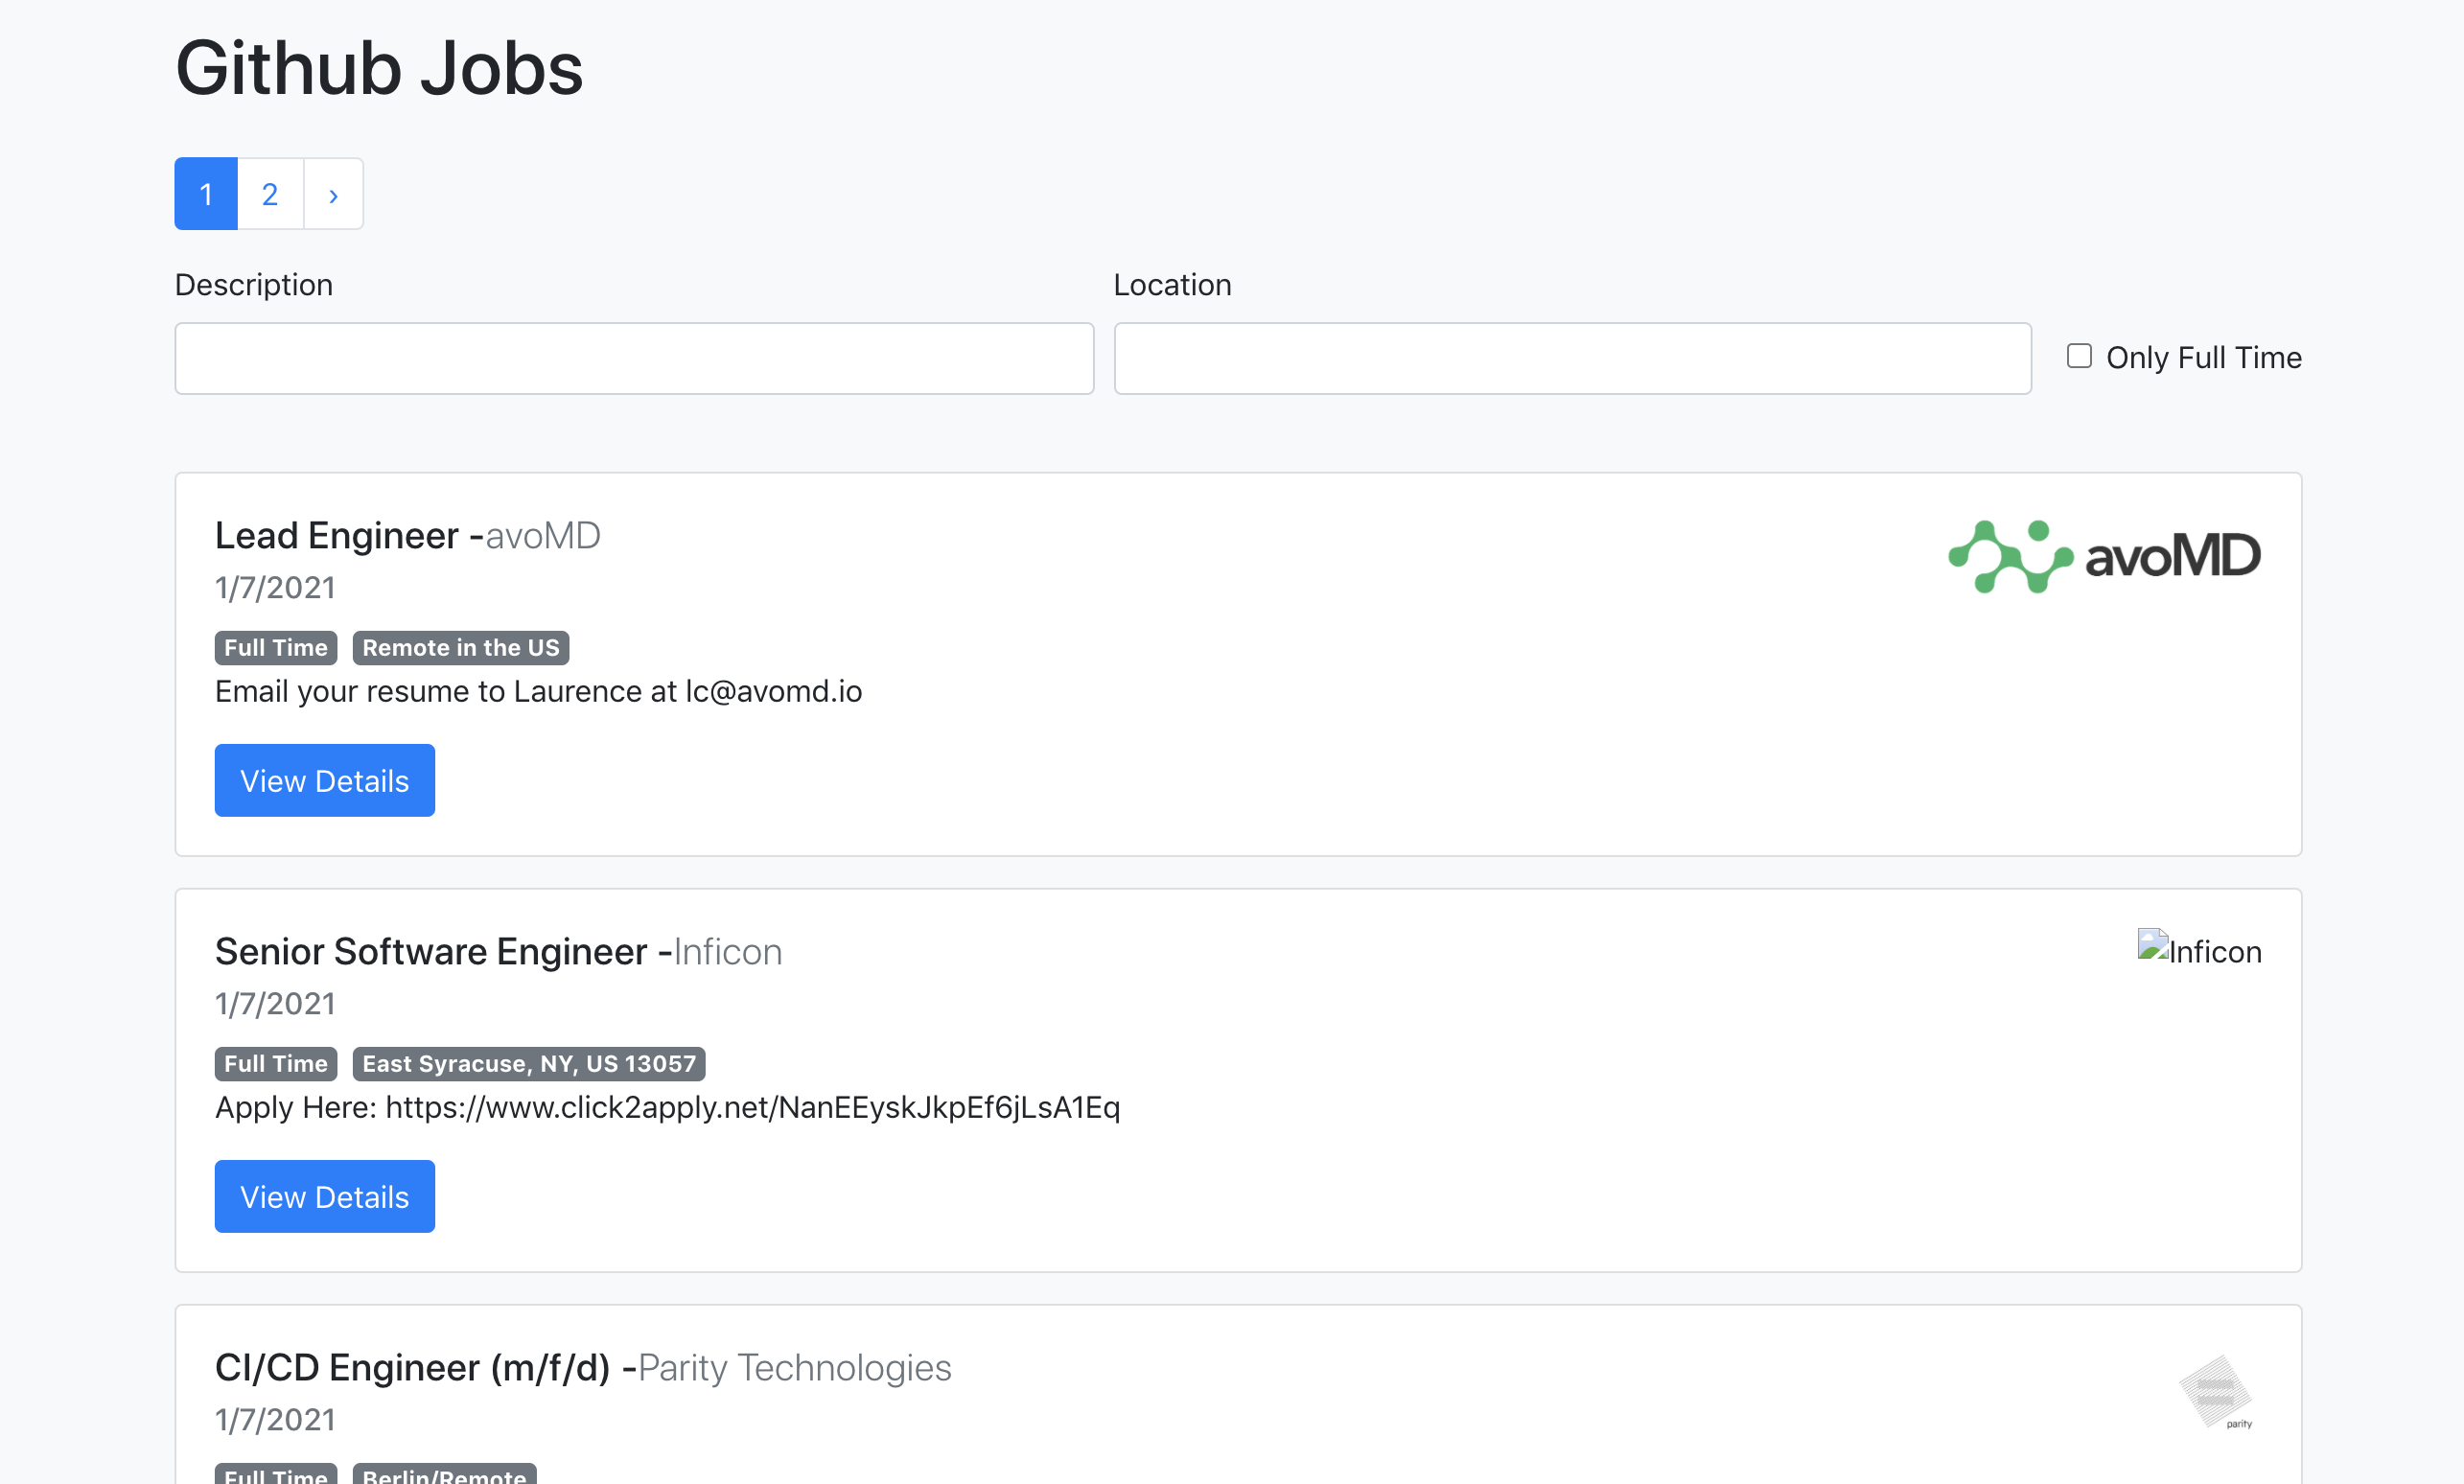 Github Jobs
1 2 ›
Description Location
Only Full Time
Lead Engineer -avoMD
avoMD
1/7/2021
Full Time Remote in the US
Email your resume to Laurence at lc@avomd.io
View Details
Senior Software Engineer -Inficon
Inficon
1/7/2021
Full Time East Syracuse, NY, US 13057
Apply Here: https://www.click2apply.net/NanEEyskJkpEf6jLsA1Eq
View Details
CI/CD Engineer (m/f/d) -Parity Technologies
1/7/2021
parity
Full Time Berlin/Remote